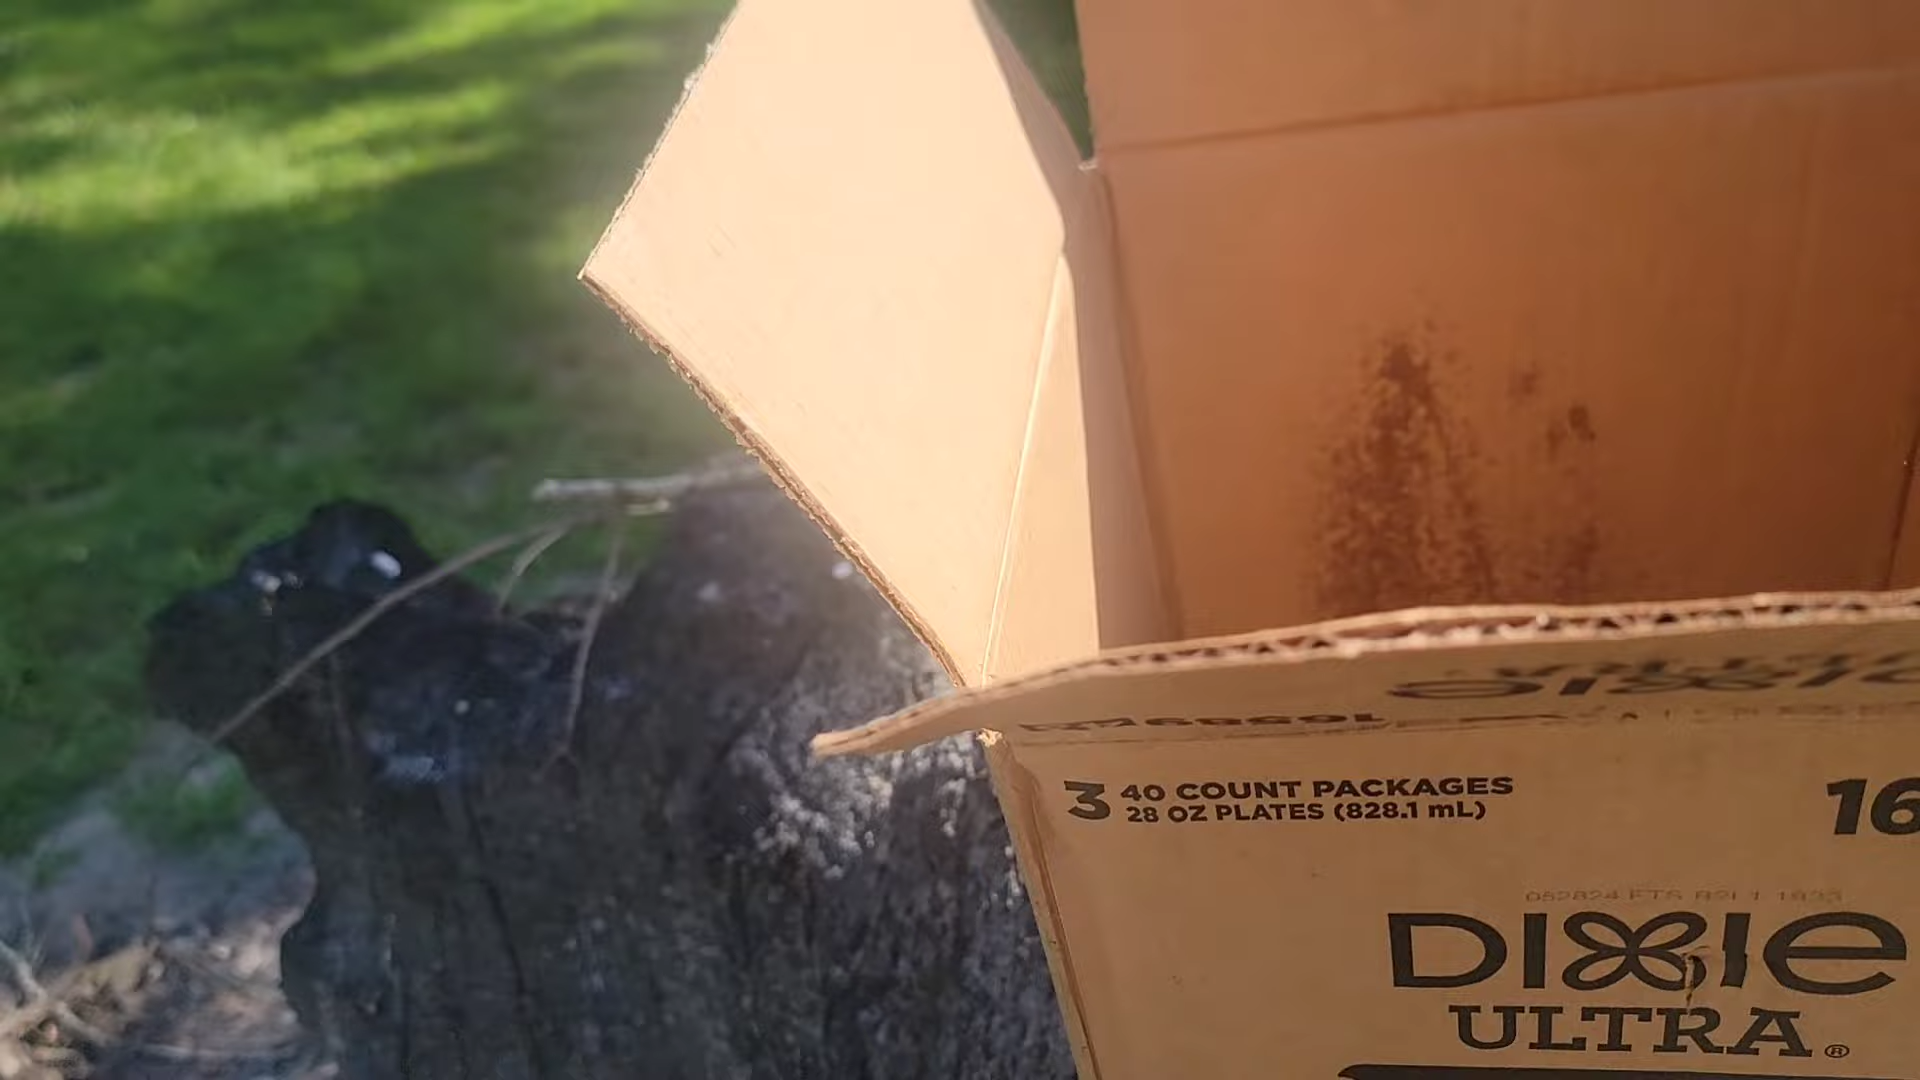 3 40 COUNT PACKAGES
28 OZ PLATES (828.1 mL)
16
DIXIE
ULTRA®